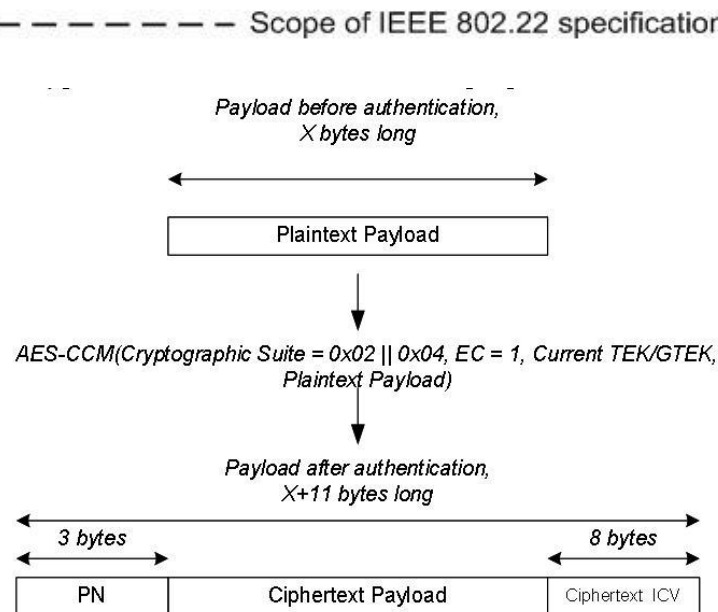 Scope of IEEE 802.22 specification
Payload before authentication,
X bytes long
Plaintext Payload
AES-CCM(Cryptographic Suite = 0x02 || 0x04, EC = 1, Current TEK/GTEK,
Plaintext Payload)
Payload after authentication,
X+11 bytes long
3 bytes 8 bytes
PN Ciphertext Payload Ciphertext ICV